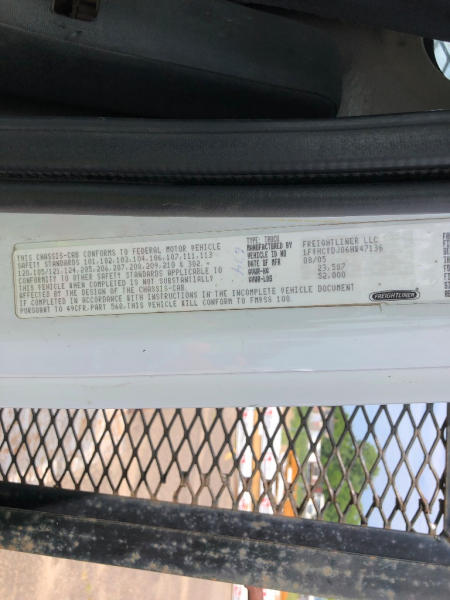 THIS CHASSIS-CAB CONFORMS TO FEDERAL MOTOR VEHICLE
SAFETY STANDARDS 101,102,103,104,106,107,111,113
120,105/121,124,205,206,207,208,209,210 & 302.
CONFORMITY TO OTHER SAFETY STANDARDS APPLICABLE TO
THIS VEHICLE WHEN COMPLETED IS NOT SUBSTANTIALLY
AFFECTED BY THE DESIGN OF THE CHASSIS-CAB.
COMPLETED IN ACCORDANCE WITH INSTRUCTIONS IN THE INCOMPLETE VEHICLE DOCUMENT
PURSUANT TO 49CFR.PART 568.THIS VEHICLE WILL CONFORM TO FMVSS 108.
TYPE: TRUCK
MANUFACTURED BY FREIGHTLINER LLC
VEHICLE ID NO
DATE OF MFR 08/05
GVWR-KG 23,587
GVWR-LBS. 52,000
FREIGHTLINER